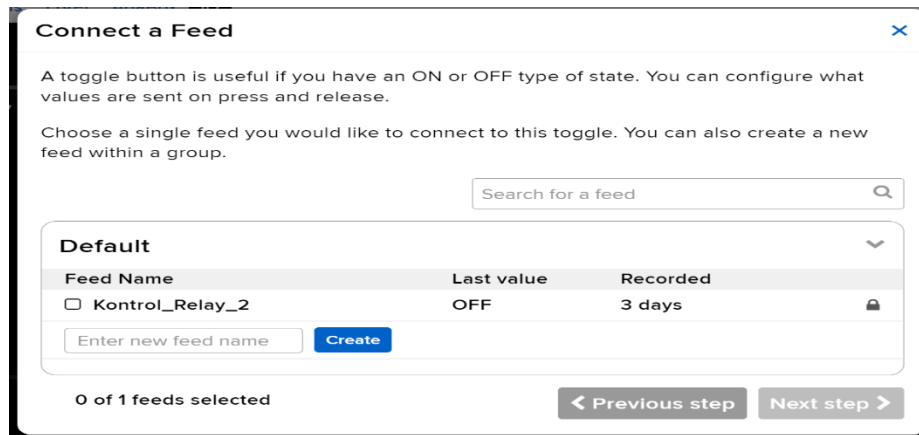 Connect a Feed
A toggle button is useful if you have an ON or OFF type of state. You can configure what
values are sent on press and release.
Choose a single feed you would like to connect to this toggle. You can also create a new
feed within a group.
Search for a feed
Default
Feed Name Last value Recorded
Kontrol_Relay_2 OFF 3 days
Enter new feed name Create
0 of 1 feeds selected Previous step Next step